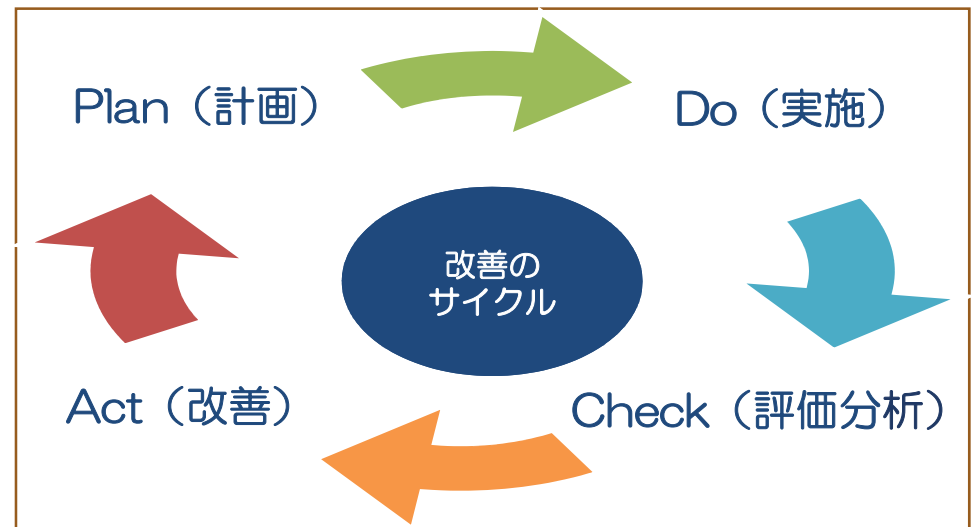 Plan（計画）
Do（実施）
改善の
サイクル
Act（改善）
Check（評価分析）